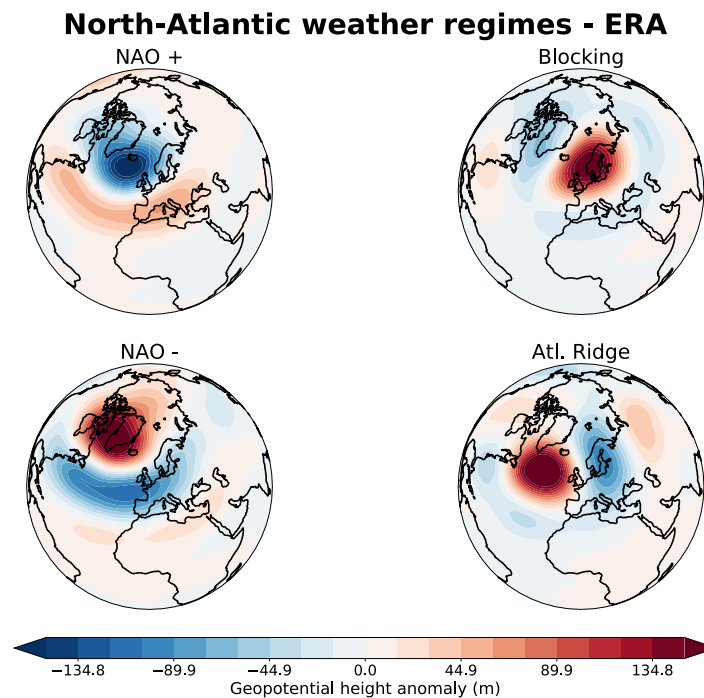 North-Atlantic weather regimes - ERA
NAO +
Blocking
NAO -
Atl. Ridge
−134.8 −89.9 −44.9 0.0 44.9 89.9 134.8
Geopotential height anomaly (m)